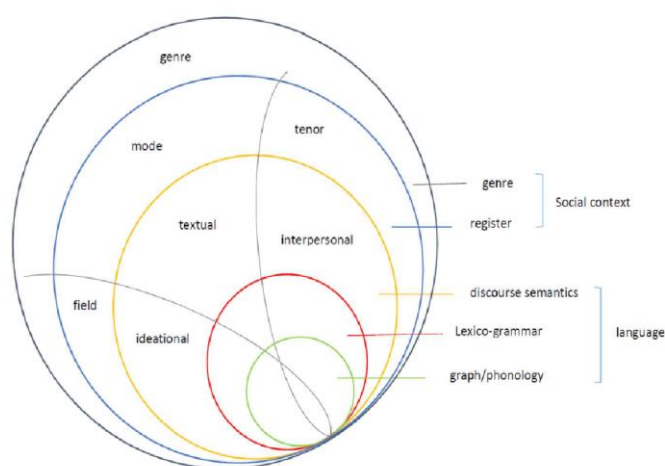 genre
tenor
mode
genre
Social context
textual
register
interpersonal
discourse semantics
field
Lexico-grammar
language
ideational
graph/phonology